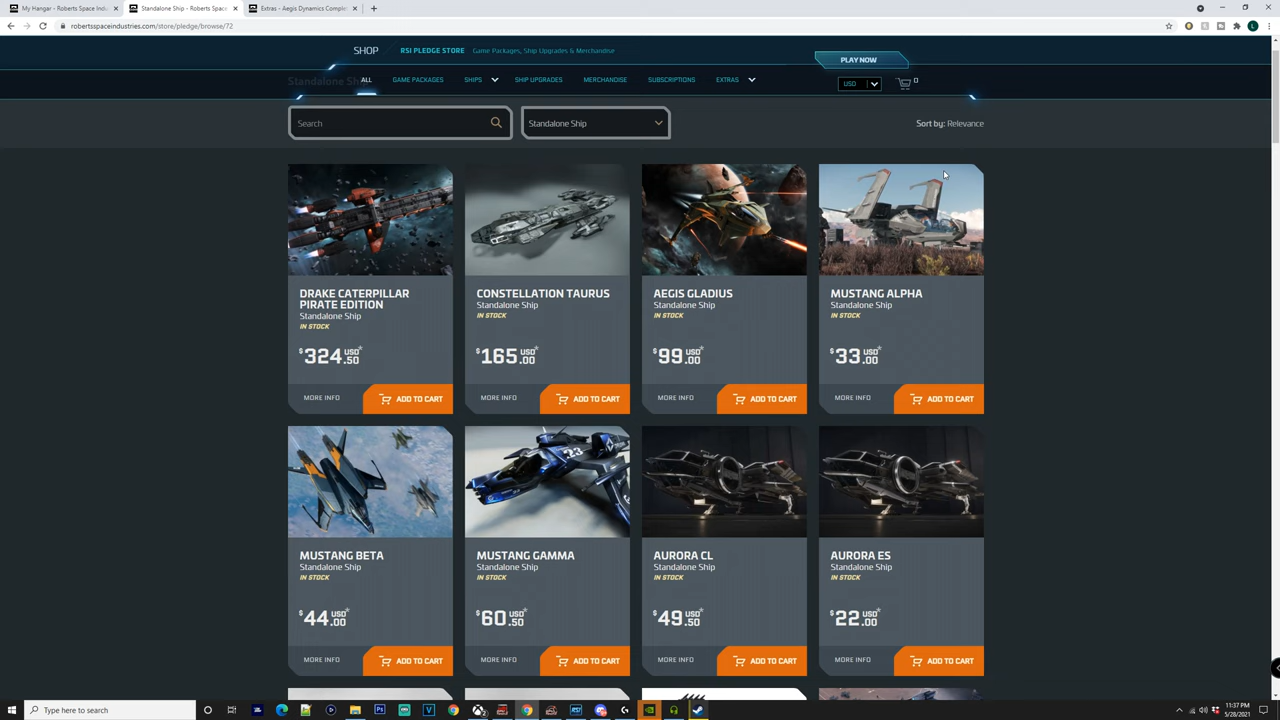 My Hangar - Roberts Space Indu
Standalone Ship - Roberts Space
Extras - Aegis Dynamics Comple
robertsspaceindustries.com/store/pledge/browse/72
SHOP
RSI PLEDGE STORE
Game Packages, Ship Upgrades & Merchandise
PLAY NOW
Standalone Ship
ALL
GAME PACKAGES
SHIPS
SHIP UPGRADES
MERCHANDISE
SUBSCRIPTIONS
EXTRAS
USD
0
Search
Standalone Ship
Sort by: Relevance
DRAKE CATERPILLAR
PIRATE EDITION
Standalone Ship
IN STOCK
$324.50 USD*
MORE INFO
ADD TO CART
CONSTELLATION TAURUS
Standalone Ship
IN STOCK
$165.00 USD*
MORE INFO
ADD TO CART
AEGIS GLADIUS
Standalone Ship
IN STOCK
$99.00 USD*
MORE INFO
ADD TO CART
MUSTANG ALPHA
Standalone Ship
IN STOCK
$33.00 USD*
MORE INFO
ADD TO CART
23
MUSTANG BETA
Standalone Ship
IN STOCK
$44.00 USD*
MORE INFO
ADD TO CART
MUSTANG GAMMA
Standalone Ship
IN STOCK
$60.50 USD*
MORE INFO
ADD TO CART
AURORA CL
Standalone Ship
IN STOCK
$49.50 USD*
MORE INFO
ADD TO CART
AURORA ES
Standalone Ship
IN STOCK
$22.00 USD*
MORE INFO
ADD TO CART
Type here to search
11:37 PM
5/28/2021